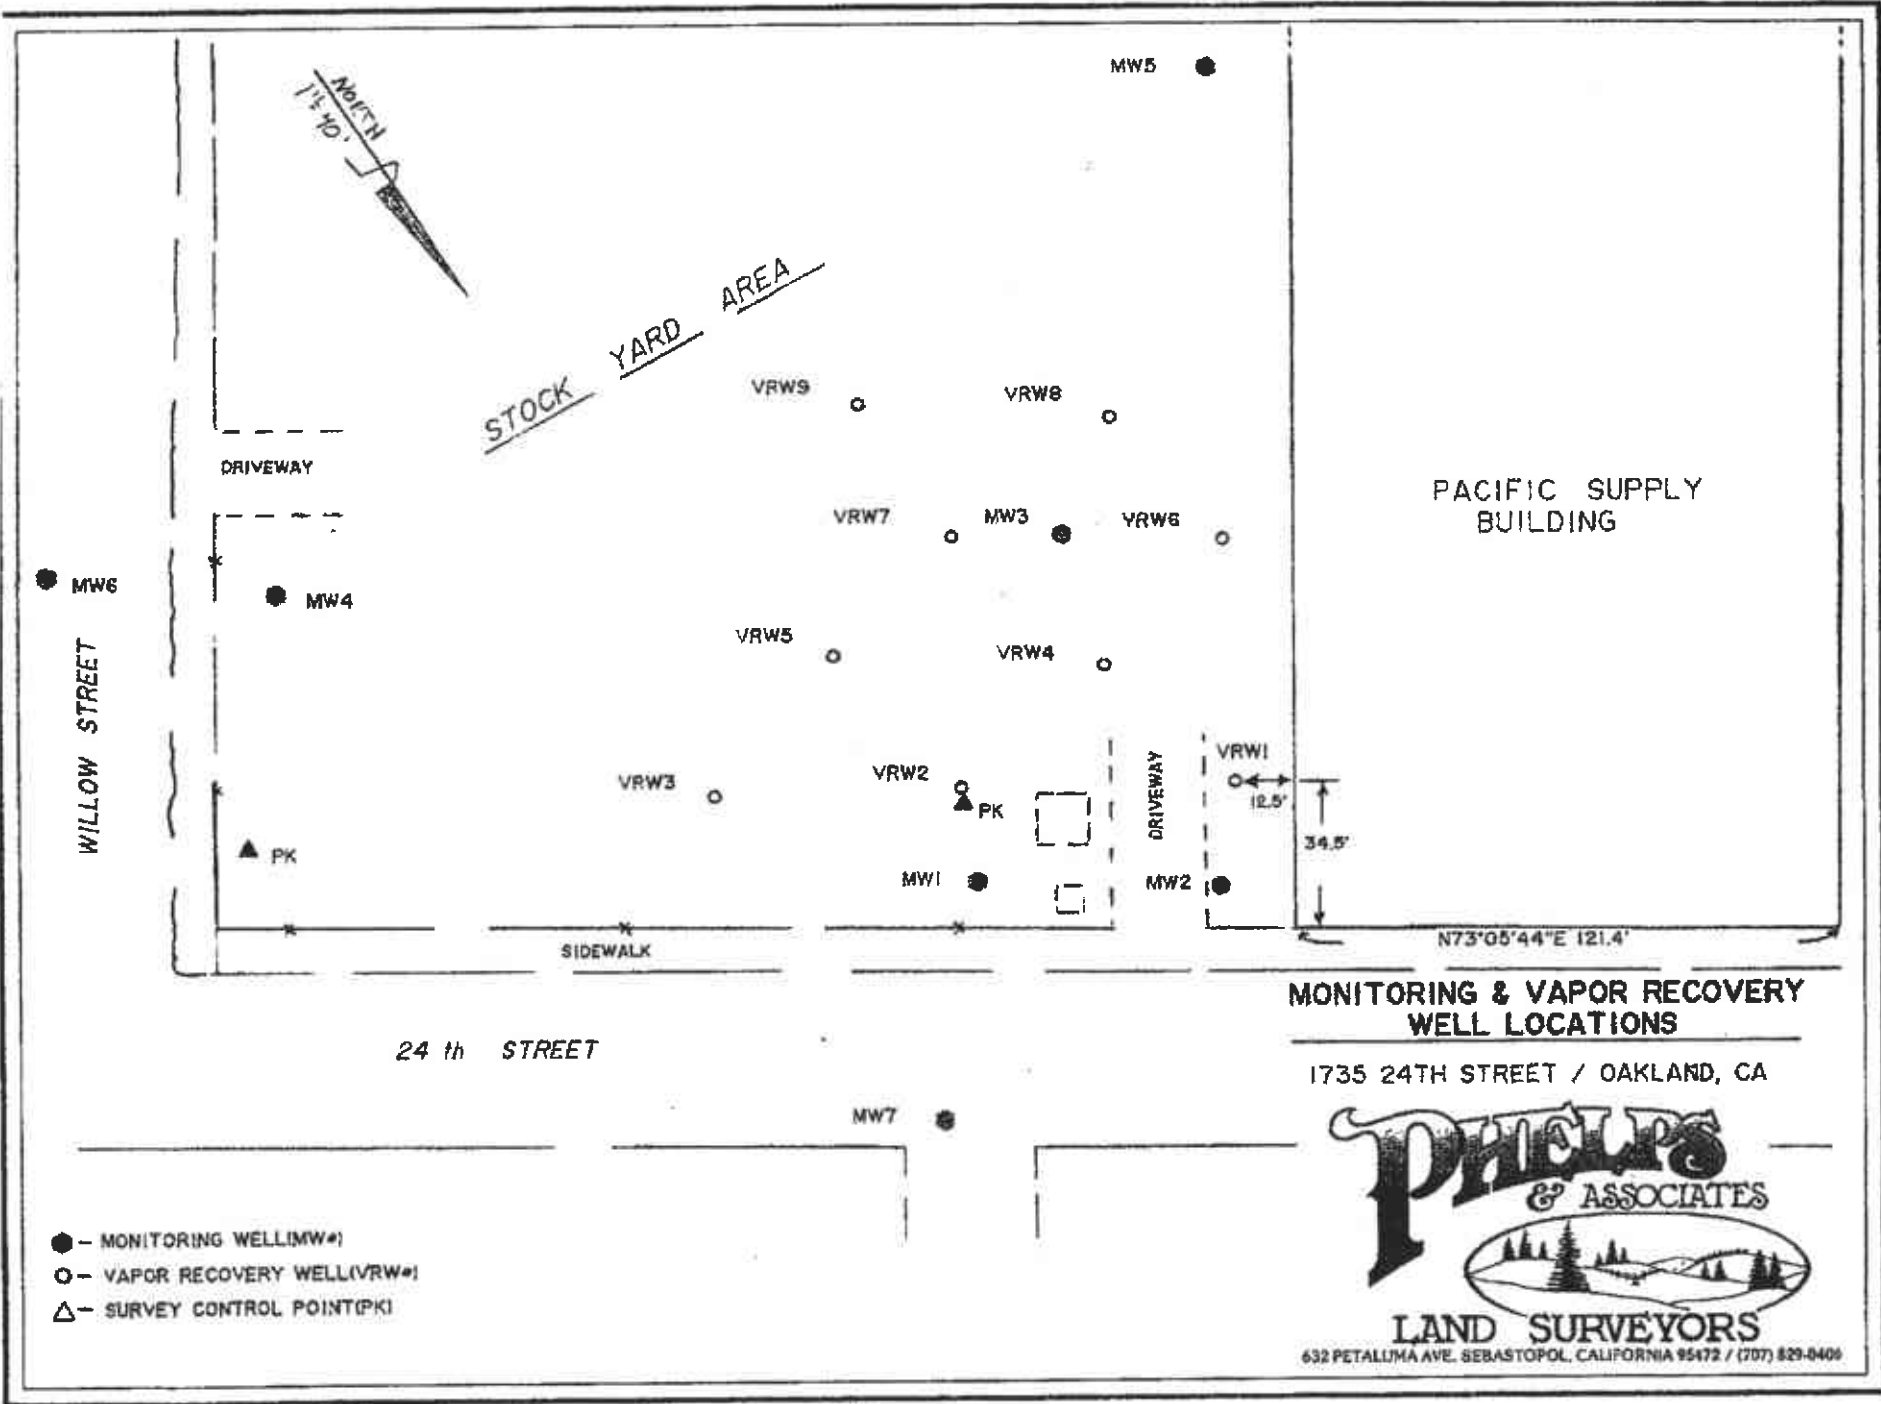 MW5
NORTH
1"= 40'
STOCK YARD AREA
VRW9
VRW8
DRIVEWAY
PACIFIC SUPPLY
BUILDING
VRW7
MW3
VRW6
MW6
MW4
VRW5
VRW4
WILLOW STREET
VRW3
VRW2
PK
DRIVEWAY
VRW1
12.5'
34.5'
PK
MW1
MW2
SIDEWALK
N73°05'44"E 121.4'
MONITORING & VAPOR RECOVERY
WELL LOCATIONS
24 th STREET
1735 24TH STREET / OAKLAND, CA
MW7
PHELPS
& ASSOCIATES
LAND SURVEYORS
632 PETALUMA AVE. SEBASTOPOL, CALIFORNIA 95472 / (707) 829-0400
- MONITORING WELL(MW#)
- VAPOR RECOVERY WELL(VRW#)
- SURVEY CONTROL POINT(PK)